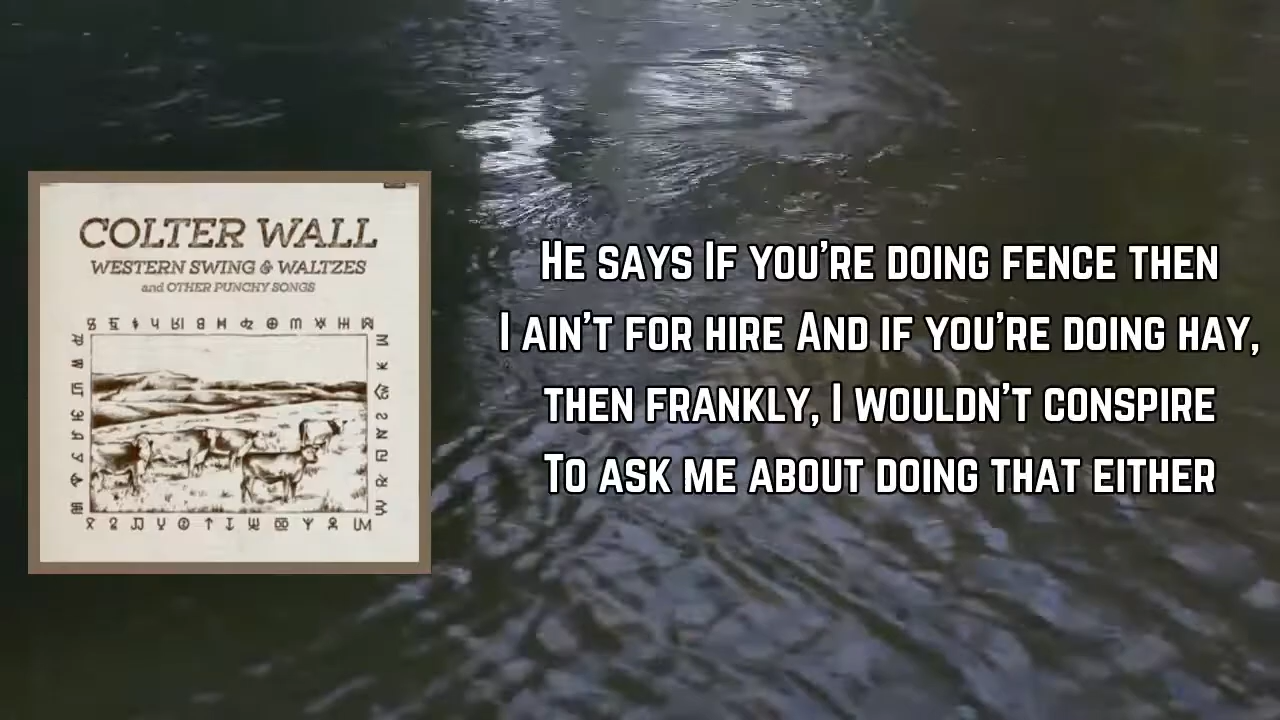 COLTER WALL
WESTERN SWING & WALTZES
and OTHER PUNCHY SONGS
He says If you're doing fence then
I ain't for hire And if you're doing hay,
then frankly, I wouldn't conspire
To ask me about doing that either